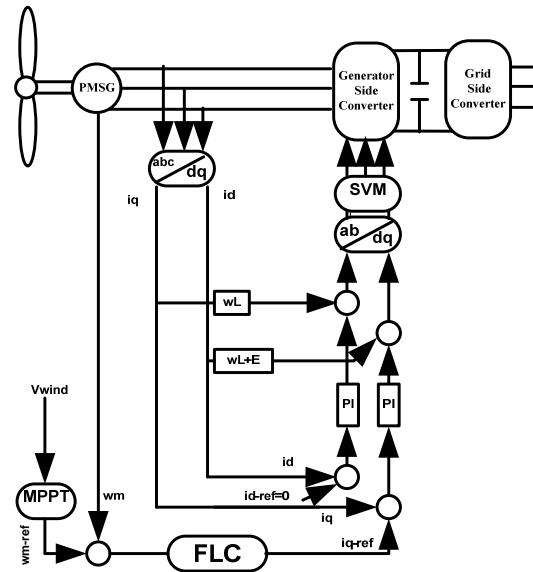 PMSG
Generator
Side
Converter
Grid
Side
Converter
abc
dq
iq
id
SVM
ab
dq
wL
wL+E
Vwind
PI
PI
MPPT
wm
id
id-ref=0
iq
wm-ref
FLC
iq-ref